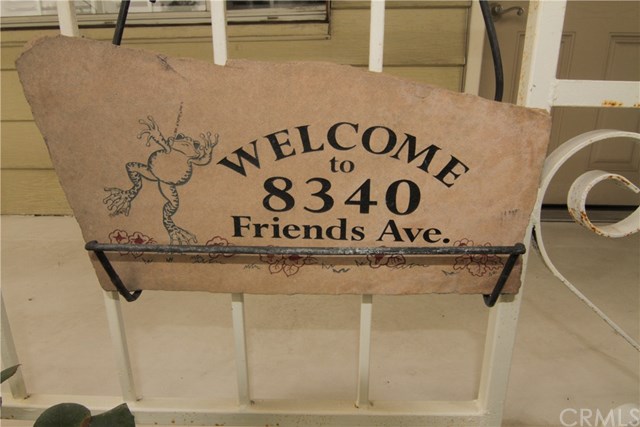 WELCOME
to
8340
Friends Ave.
CRMLS